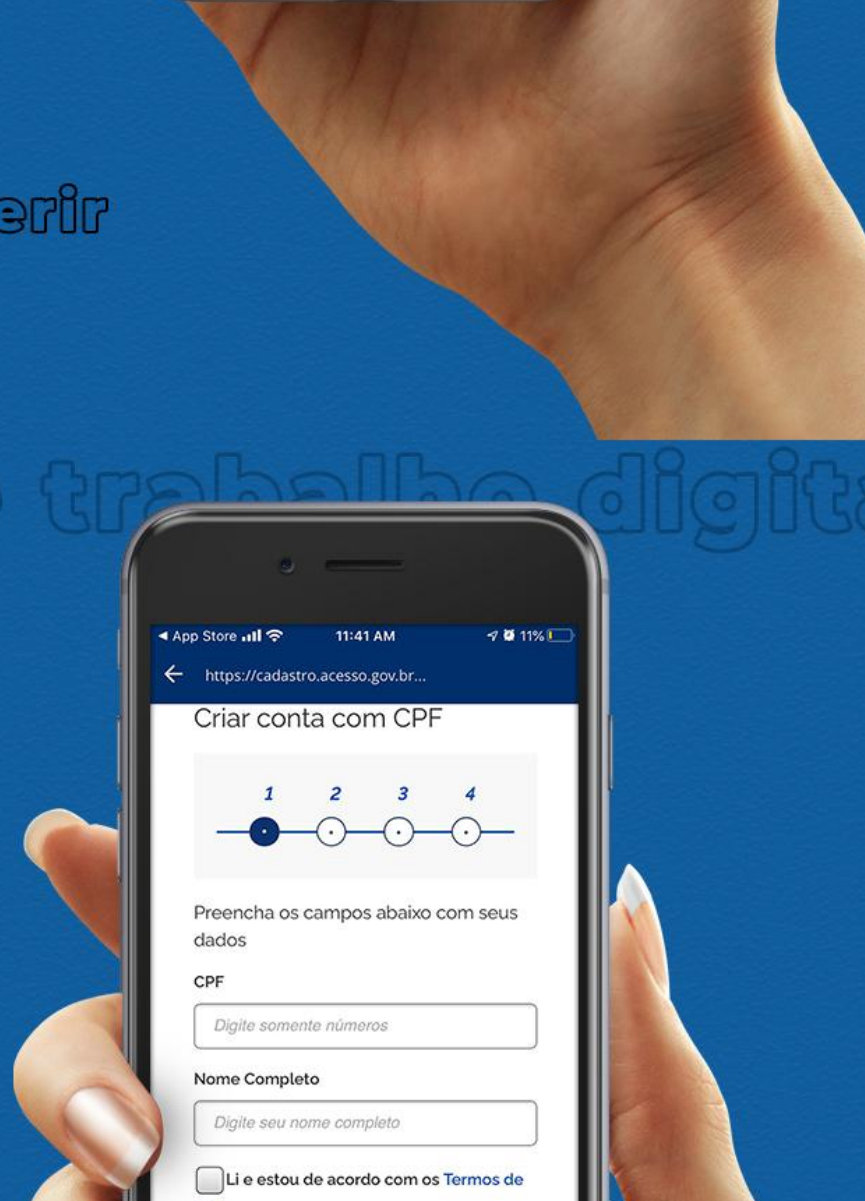 erir
trabalho digita
App Store 11:41 AM 11%
https://cadastro.acesso.gov.br...
Criar conta com CPF
1 2 3 4
Preencha os campos abaixo com seus
dados
CPF
Digite somente números
Nome Completo
Digite seu nome completo
Li e estou de acordo com os Termos de